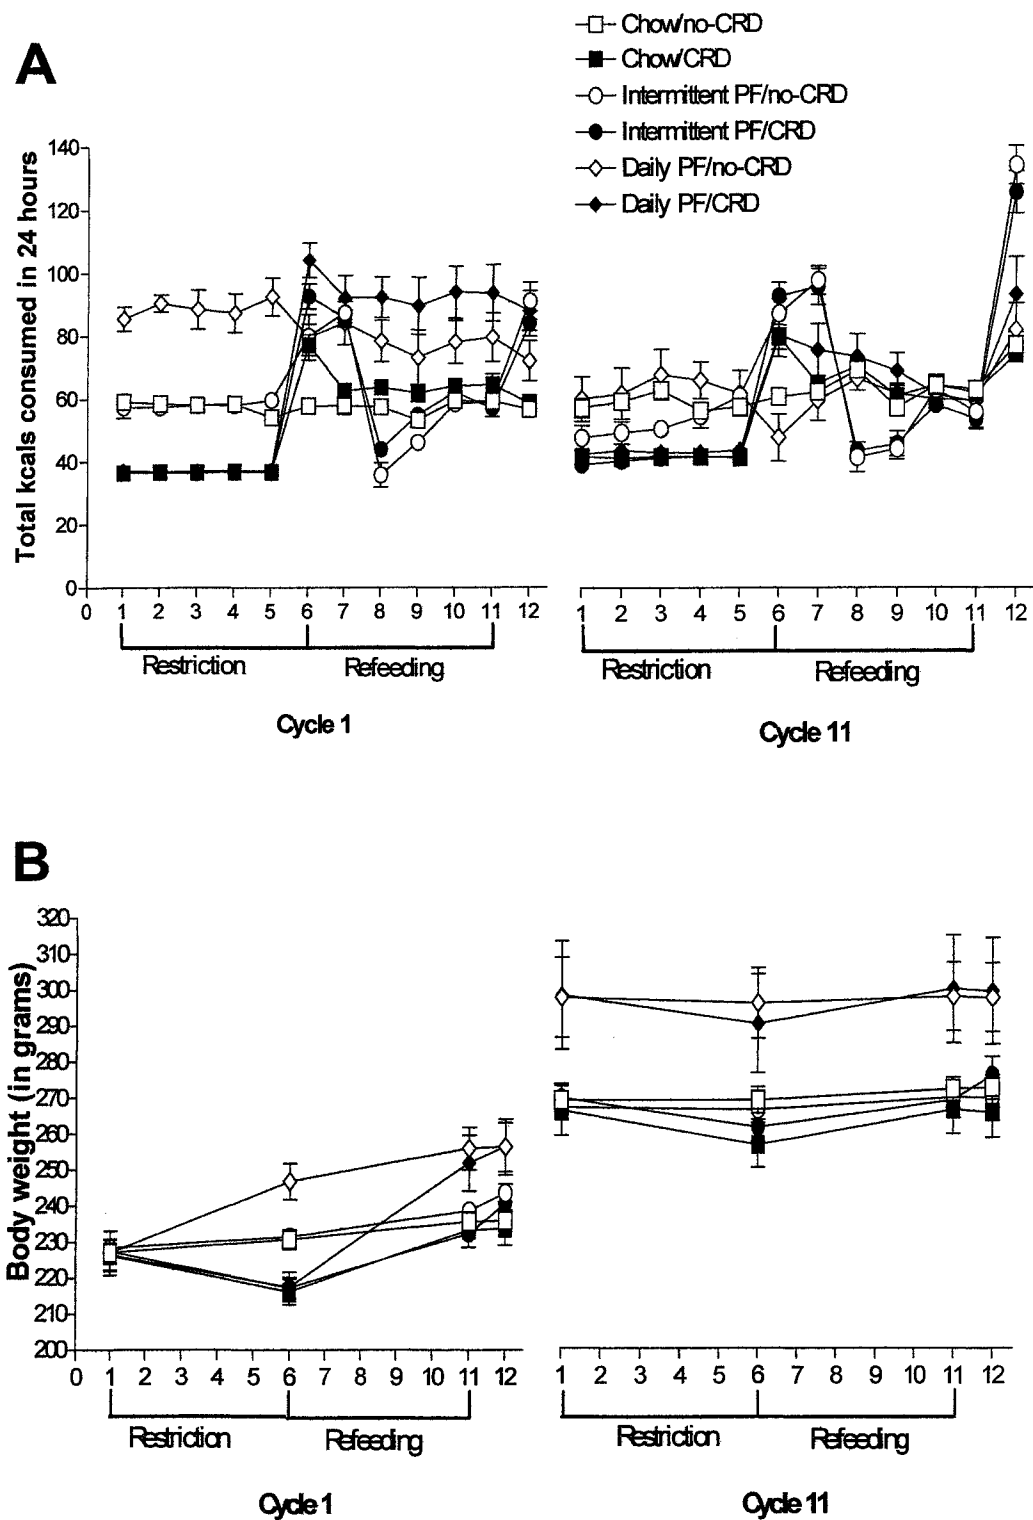 Chow/no-CRD
Chow/CRD
Intermittent PF/no-CRD
Intermittent PF/CRD
Daily PF/no-CRD
Daily PF/CRD
A
Total kcals consumed in 24 hours
140
120
100
80
60
40
20
0
0 1 2 3 4 5 6 7 8 9 10 11 12
1 2 3 4 5 6 7 8 9 10 11 12
Restriction Refeeding
Restriction Refeeding
Cycle 1
Cycle 11
B
Body weight (in grams)
320
310
300
290
280
270
260
250
240
230
220
210
200
0 1 2 3 4 5 6 7 8 9 10 11 12
1 2 3 4 5 6 7 8 9 10 11 12
Restriction Refeeding
Restriction Refeeding
Cycle 1
Cycle 11